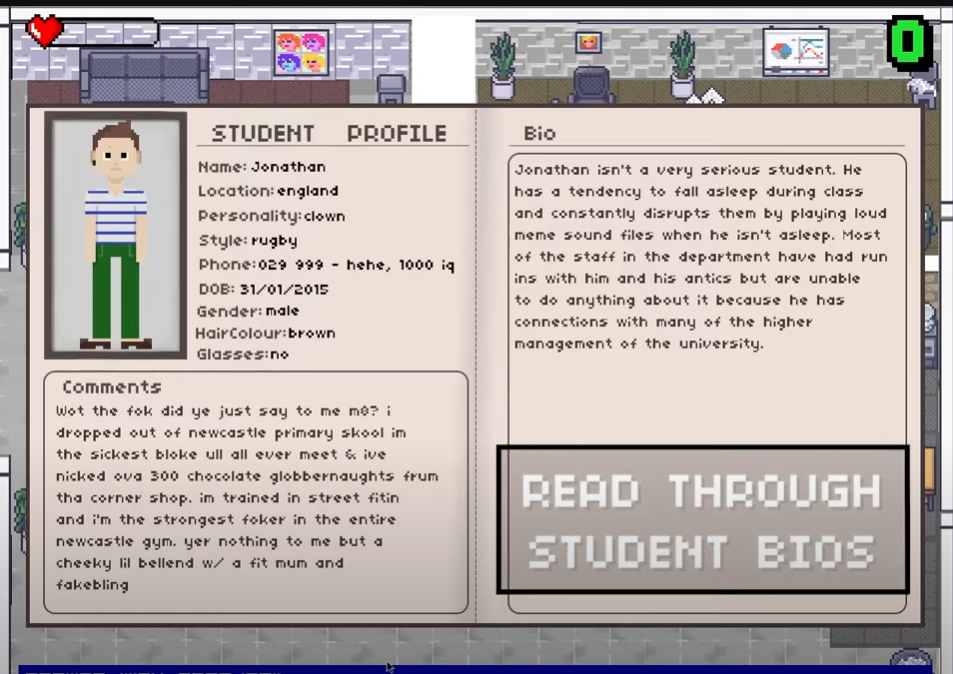 0
STUDENT PROFILE
Name: Jonathan
Location: england
Personality: clown
Style: rugby
Phone: 029 999 - hehe, 1000 iq
DOB: 31/01/2015
Gender: male
HairColour: brown
Glasses: no
Comments
Wot the fok did ye just say to me m8? i
dropped out of newcastle primary skool im
the sickest bloke ull all ever meet & ive
nicked ova 300 chocolate globbernaughts frum
tha corner shop. im trained in street fitin
and i'm the strongest foker in the entire
newcastle gym. yer nothing to me but a
cheeky lil bellend w/ a fit mum and
fakebling
Bio
Jonathan isn't a very serious student. He
has a tendency to fall asleep during class
and constantly disrupts them by playing loud
meme sound files when he isn't asleep. Most
of the staff in the department have had run
ins with him and his antics but are unable
to do anything about it because he has
connections with many of the higher
management of the university.
READ THROUGH
STUDENT BIOS